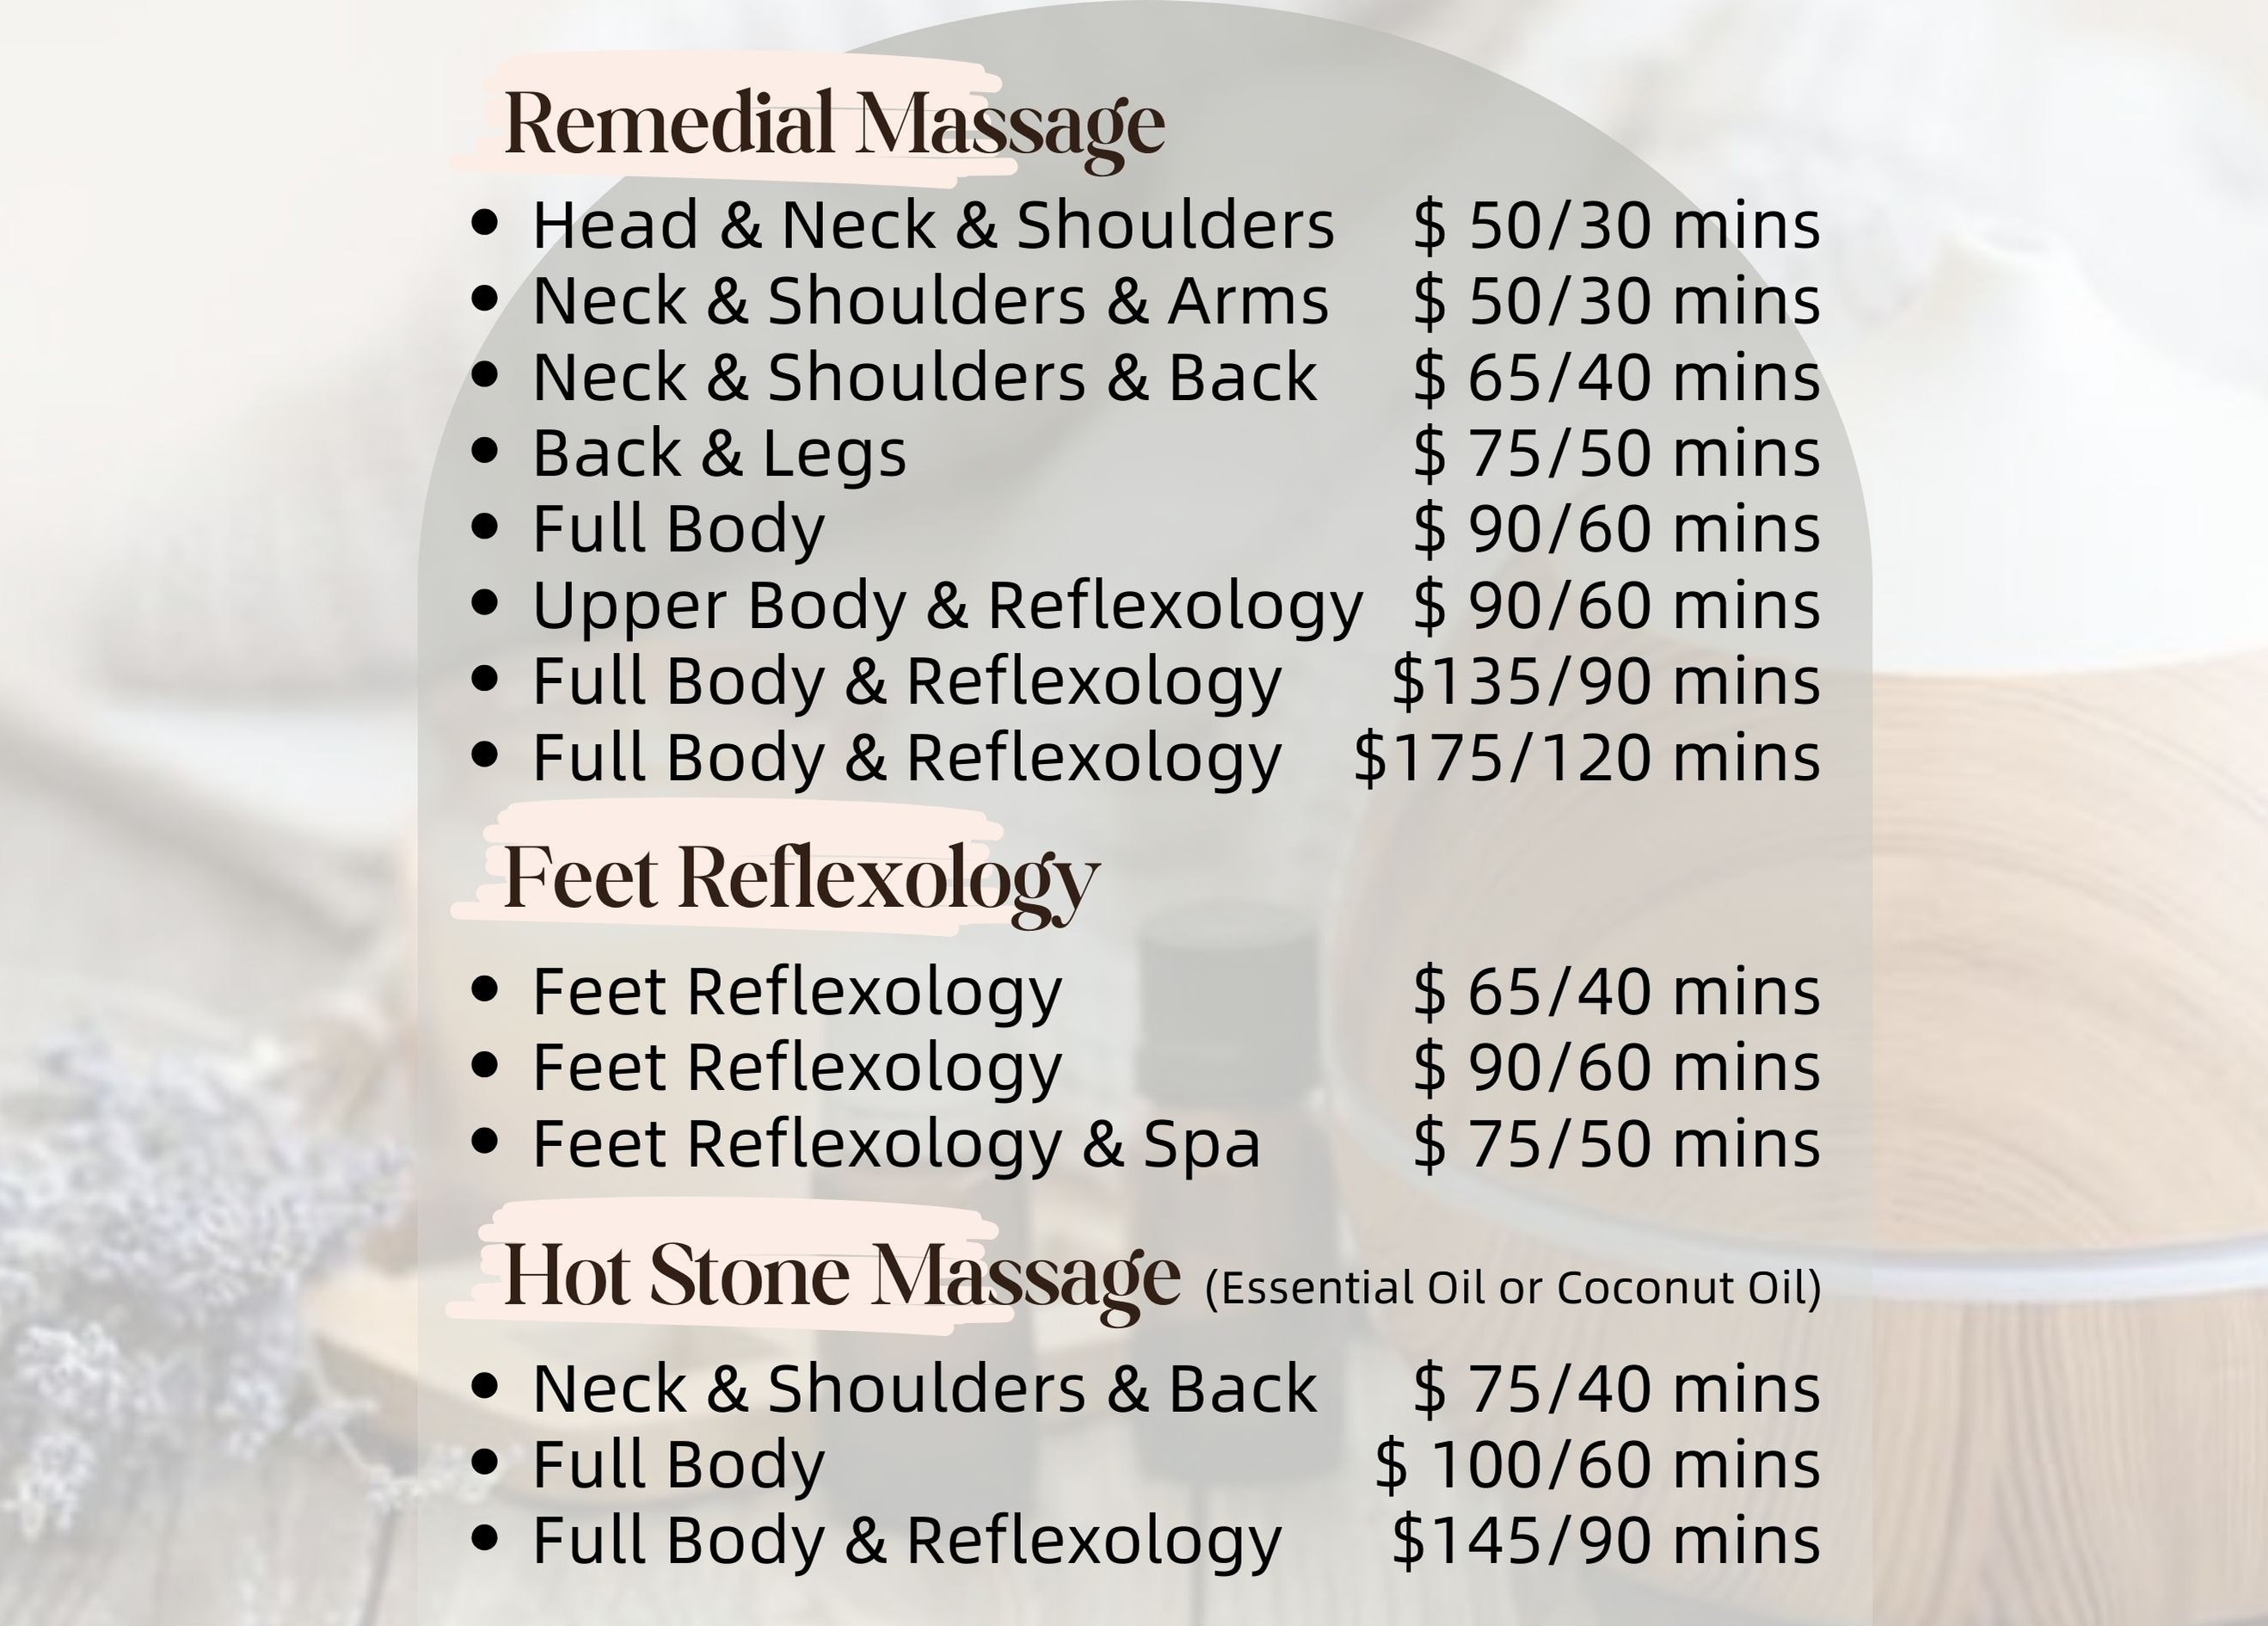 Remedial Massage
Head & Neck & Shoulders $ 50/30 mins
Neck & Shoulders & Arms $ 50/30 mins
Neck & Shoulders & Back $ 65/40 mins
Back & Legs $ 75/50 mins
Full Body $ 90/60 mins
Upper Body & Reflexology $ 90/60 mins
Full Body & Reflexology $135/90 mins
Full Body & Reflexology $175/120 mins
Feet Reflexology
Feet Reflexology $ 65/40 mins
Feet Reflexology $ 90/60 mins
Feet Reflexology & Spa $ 75/50 mins
Hot Stone Massage (Essential Oil or Coconut Oil)
Neck & Shoulders & Back $ 75/40 mins
Full Body $ 100/60 mins
Full Body & Reflexology $145/90 mins